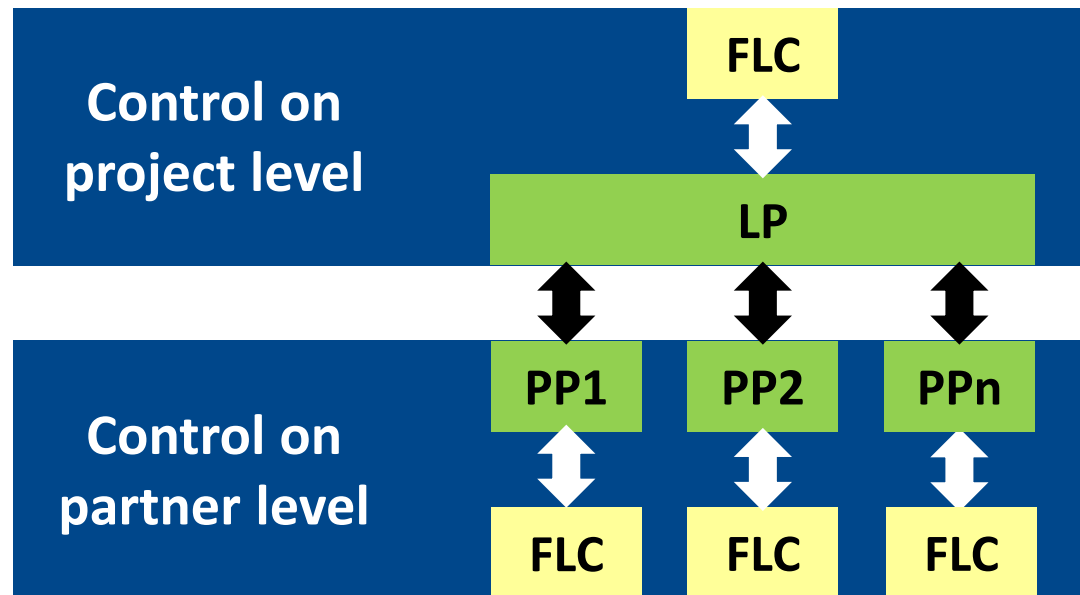 FLC
Control on
project level
LP
PP1 PP2 PPn
Control on
partner level
FLC FLC FLC